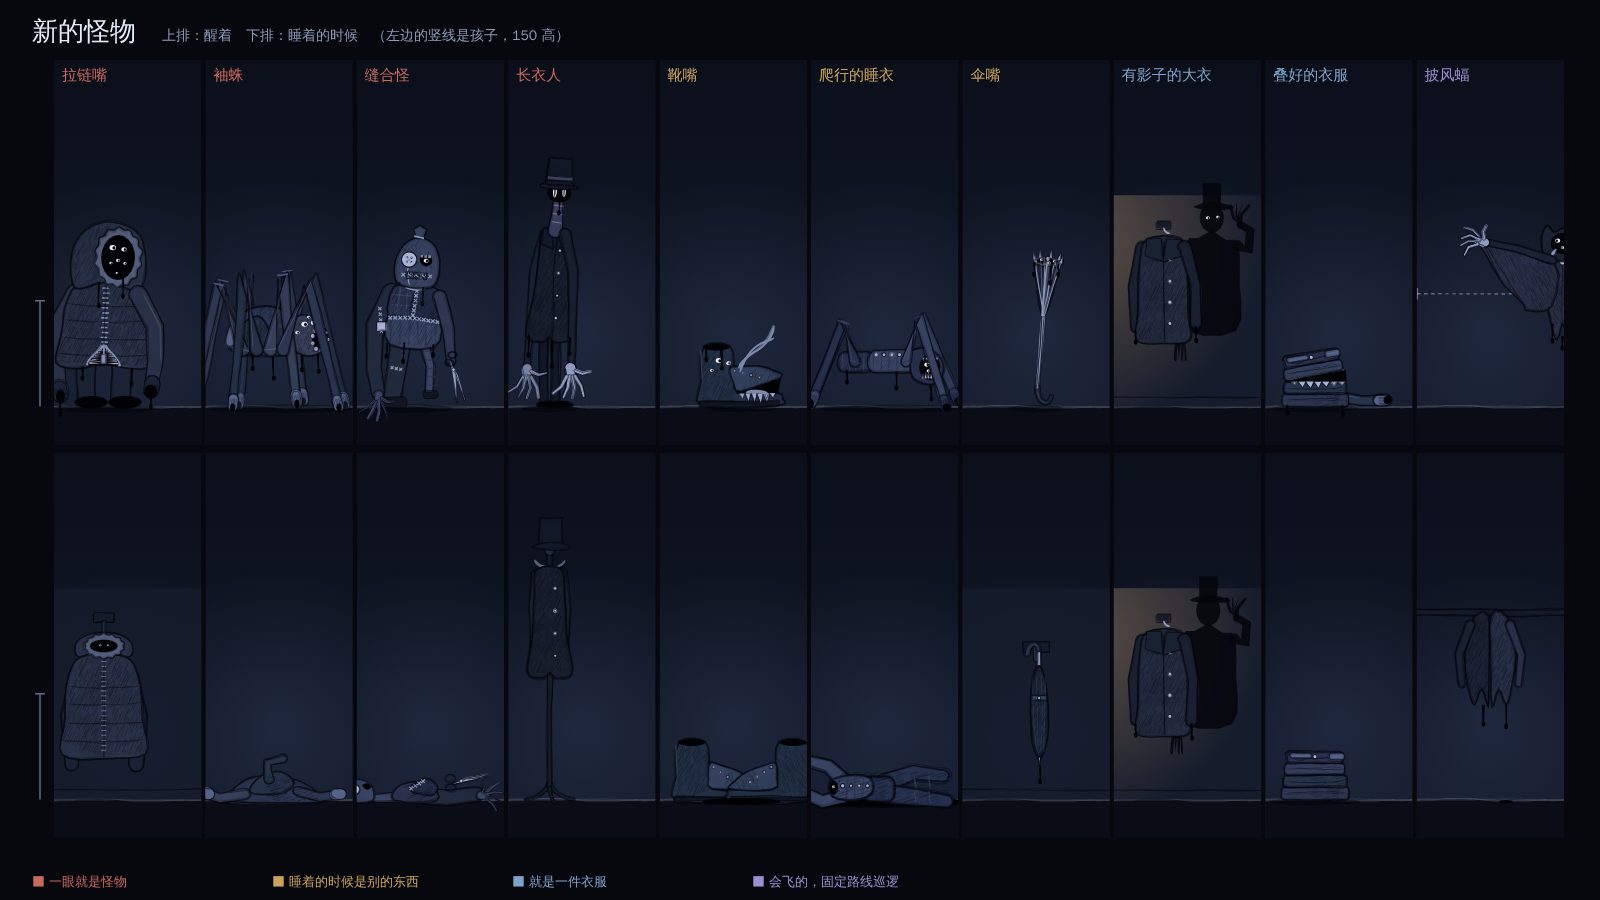 新的怪物
上排：醒着　下排：睡着的时候　（左边的竖线是孩子，150 高）
拉链嘴
袖蛛
缝合怪
长衣人
靴嘴
爬行的睡衣
伞嘴
有影子的大衣
叠好的衣服
披风蝠
一眼就是怪物
睡着的时候是别的东西
就是一件衣服
会飞的，固定路线巡逻